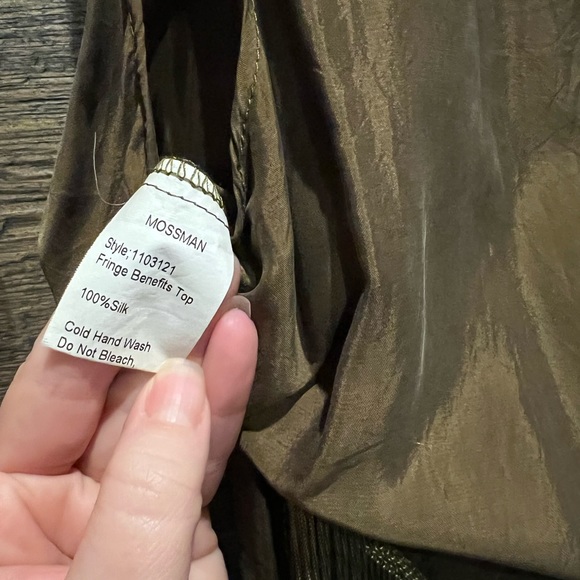 MOSSMAN
Style;1103121
Fringe Benefits Top
100%Silk
Cold Hand Wash
Do Not Bleach,